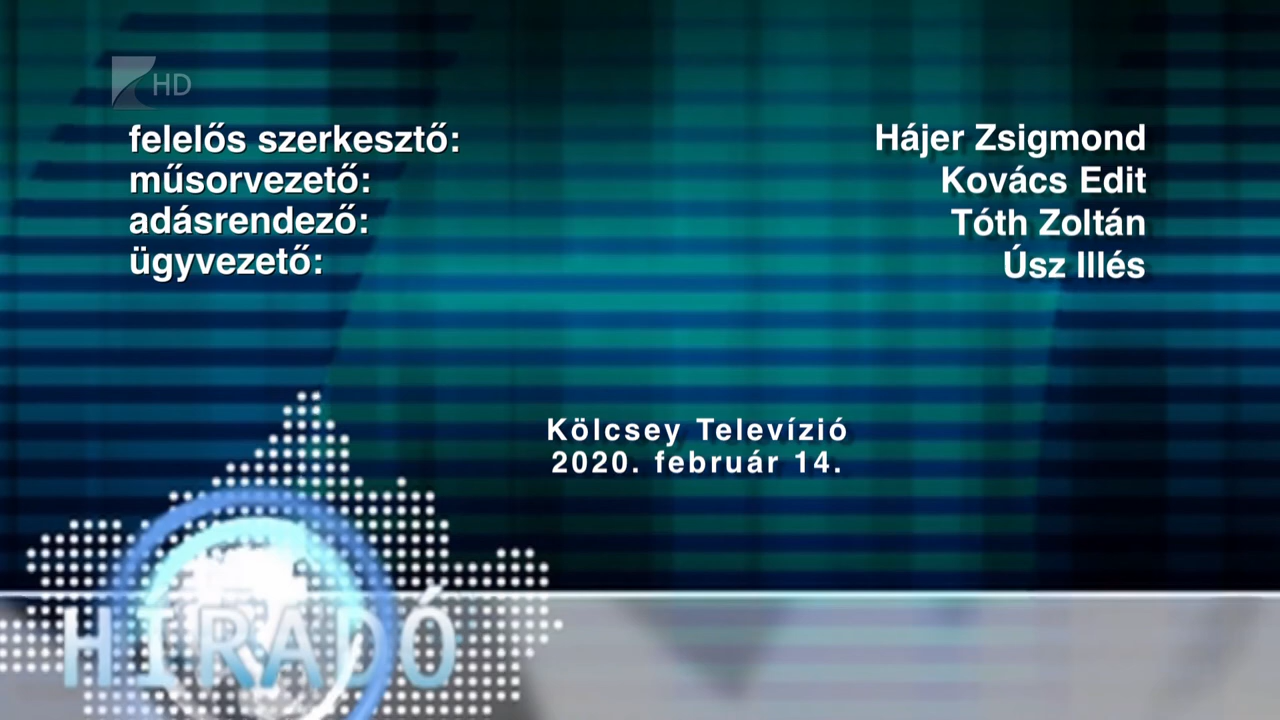 HD
felelős szerkesztő: Hájer Zsigmond
műsorvezető: Kovács Edit
adásrendező: Tóth Zoltán
ügyvezető: Úsz Illés
Kölcsey Televízió
2020. február 14.
HÍRADÓ